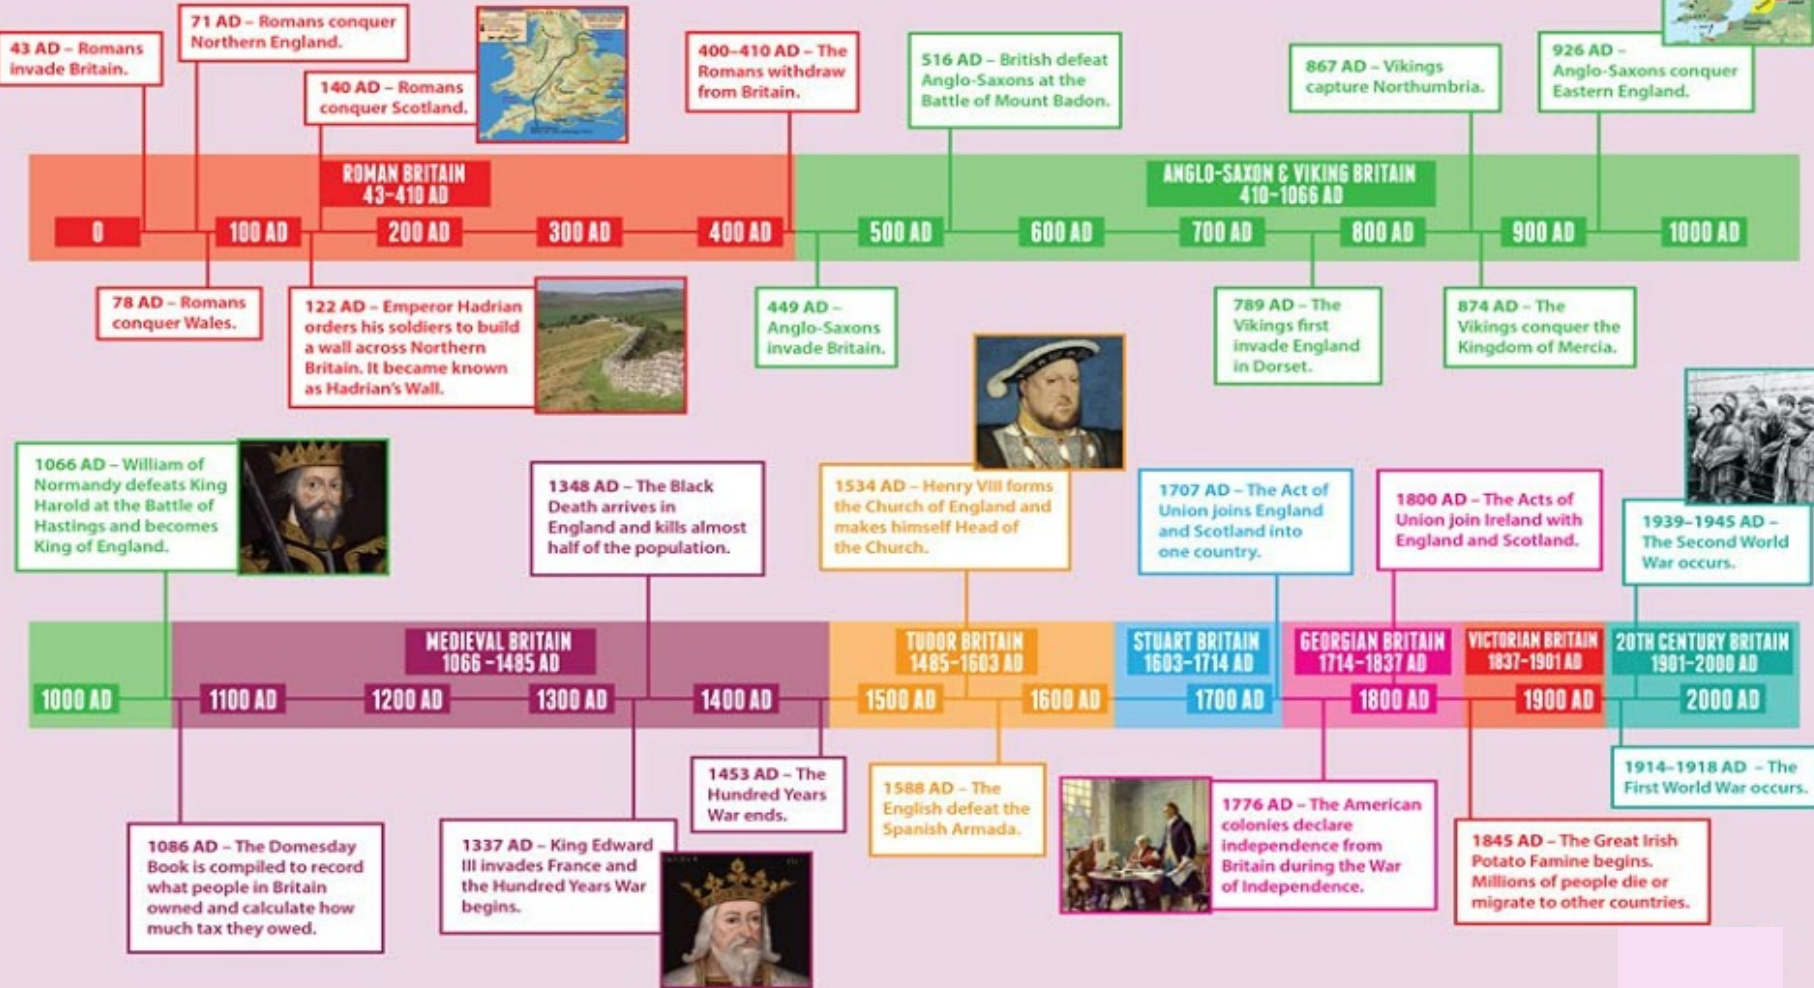 43 AD – Romans
invade Britain.
71 AD – Romans conquer
Northern England.
140 AD – Romans
conquer Scotland.
400–410 AD – The
Romans withdraw
from Britain.
516 AD – British defeat
Anglo-Saxons at the
Battle of Mount Badon.
867 AD – Vikings
capture Northumbria.
926 AD –
Anglo-Saxons conquer
Eastern England.
ROMAN BRITAIN
43–410 AD
ANGLO-SAXON & VIKING BRITAIN
410–1066 AD
0
100 AD
200 AD
300 AD
400 AD
500 AD
600 AD
700 AD
800 AD
900 AD
1000 AD
78 AD – Romans
conquer Wales.
122 AD – Emperor Hadrian
orders his soldiers to build
a wall across Northern
Britain. It became known
as Hadrian's Wall.
449 AD –
Anglo-Saxons
invade Britain.
789 AD – The
Vikings first
invade England
in Dorset.
874 AD – The
Vikings conquer the
Kingdom of Mercia.
1066 AD – William of
Normandy defeats King
Harold at the Battle of
Hastings and becomes
King of England.
1348 AD – The Black
Death arrives in
England and kills almost
half of the population.
1534 AD – Henry VIII forms
the Church of England and
makes himself Head of
the Church.
1707 AD – The Act of
Union joins England
and Scotland into
one country.
1800 AD – The Acts of
Union join Ireland with
England and Scotland.
1939–1945 AD –
The Second World
War occurs.
MEDIEVAL BRITAIN
1066 –1485 AD
TUDOR BRITAIN
1485–1603 AD
STUART BRITAIN
1603–1714 AD
GEORGIAN BRITAIN
1714–1837 AD
VICTORIAN BRITAIN
1837–1901 AD
20TH CENTURY BRITAIN
1901–2000 AD
1000 AD
1100 AD
1200 AD
1300 AD
1400 AD
1500 AD
1600 AD
1700 AD
1800 AD
1900 AD
2000 AD
1086 AD – The Domesday
Book is compiled to record
what people in Britain
owned and calculate how
much tax they owed.
1337 AD – King Edward
III invades France and
the Hundred Years War
begins.
1453 AD – The
Hundred Years
War ends.
1588 AD – The
English defeat the
Spanish Armada.
1776 AD – The American
colonies declare
independence from
Britain during the War
of Independence.
1845 AD – The Great Irish
Potato Famine begins.
Millions of people die or
migrate to other countries.
1914–1918 AD – The
First World War occurs.